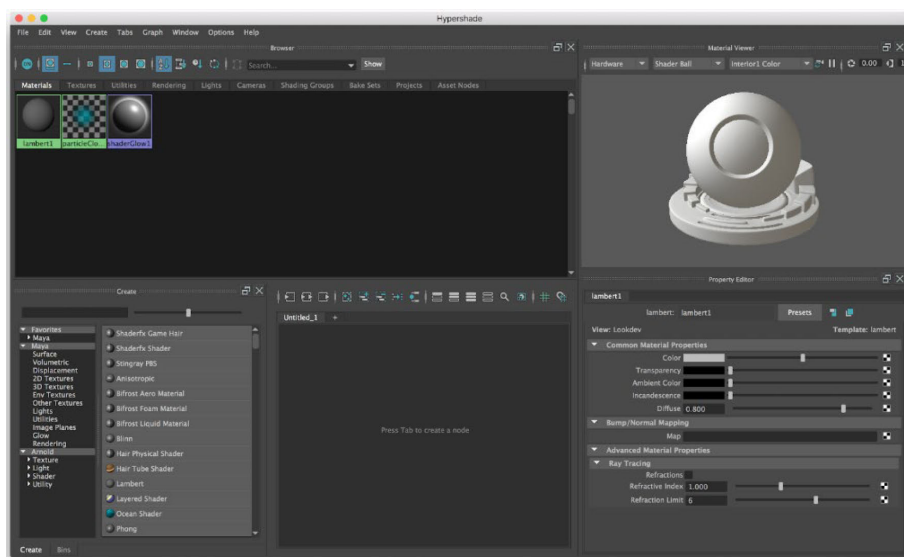 Hypershade
File Edit View Create Tabs Graph Window Options Help
Browser
Search...
Show
Materials Textures Utilities Rendering Lights Cameras Shading Groups Bake Sets Projects Asset Nodes
lambert1 particleClo... shaderGlow1
Material Viewer
Hardware Shader Ball Interior1 Color 0.00
Create
Favorites
Maya
Maya
Surface
Volumetric
Displacement
2D Textures
3D Textures
Env Textures
Other Textures
Lights
Utilities
Image Planes
Glow
Rendering
Arnold
Texture
Light
Shader
Utility
Shaderfx Game Hair
Shaderfx Shader
Stingray PBS
Anisotropic
Bifrost Aero Material
Bifrost Foam Material
Bifrost Liquid Material
Blinn
Hair Physical Shader
Hair Tube Shader
Lambert
Layered Shader
Ocean Shader
Phong
Create Bins
Untitled_1 +
Press Tab to create a node
Property Editor
lambert1
lambert: lambert1 Presets
View: Lookdev Template: lambert
Common Material Properties
Color
Transparency
Ambient Color
Incandescence
Diffuse 0.800
Bump/Normal Mapping
Map
Advanced Material Properties
Ray Tracing
Refractions
Refractive Index 1.000
Refraction Limit 6